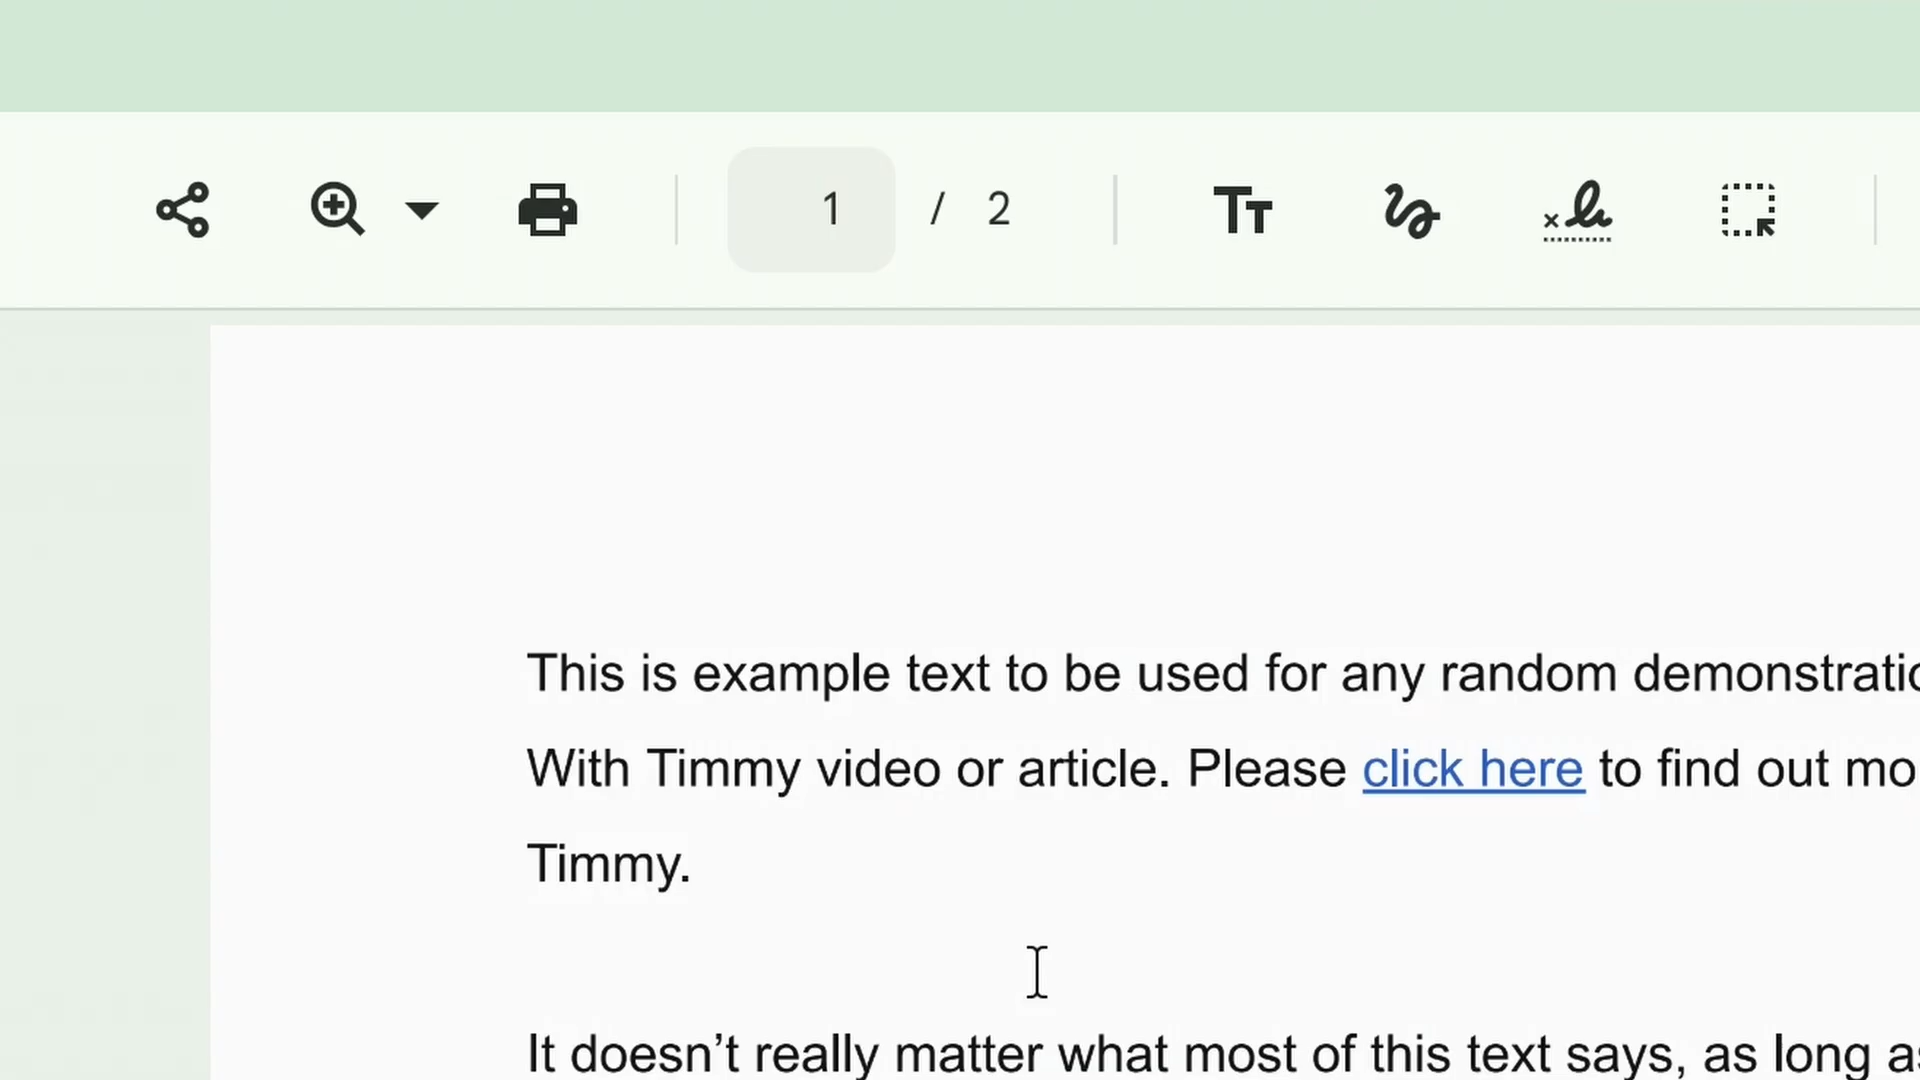 1 / 2
This is example text to be used for any random
With Timmy video or article. Please click here to find out
Timmy.
It doesn’t really matter what most of this text says, as long